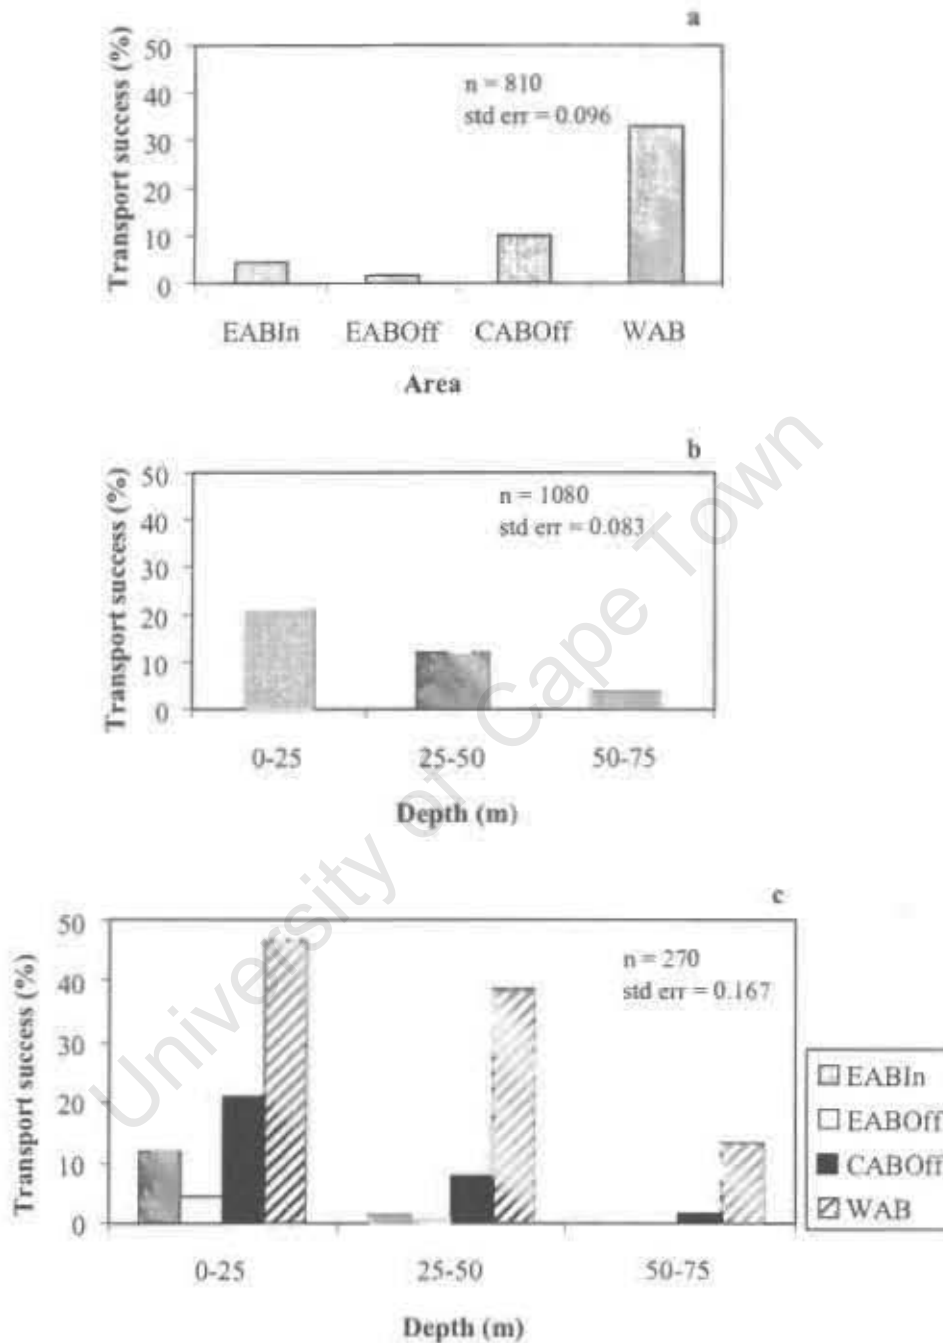 a
Transport success (%)
50
40
30
20
10
0
n = 810
std err = 0.096
EABIn EABOff CABOff WAB
Area
b
Transport success (%)
50
40
30
20
10
0
n = 1080
std err = 0.083
0-25 25-50 50-75
Depth (m)
c
Transport success (%)
50
40
30
20
10
0
n = 270
std err = 0.167
0-25 25-50 50-75
Depth (m)
EABIn
EABOff
CABOff
WAB
University of Cape Town